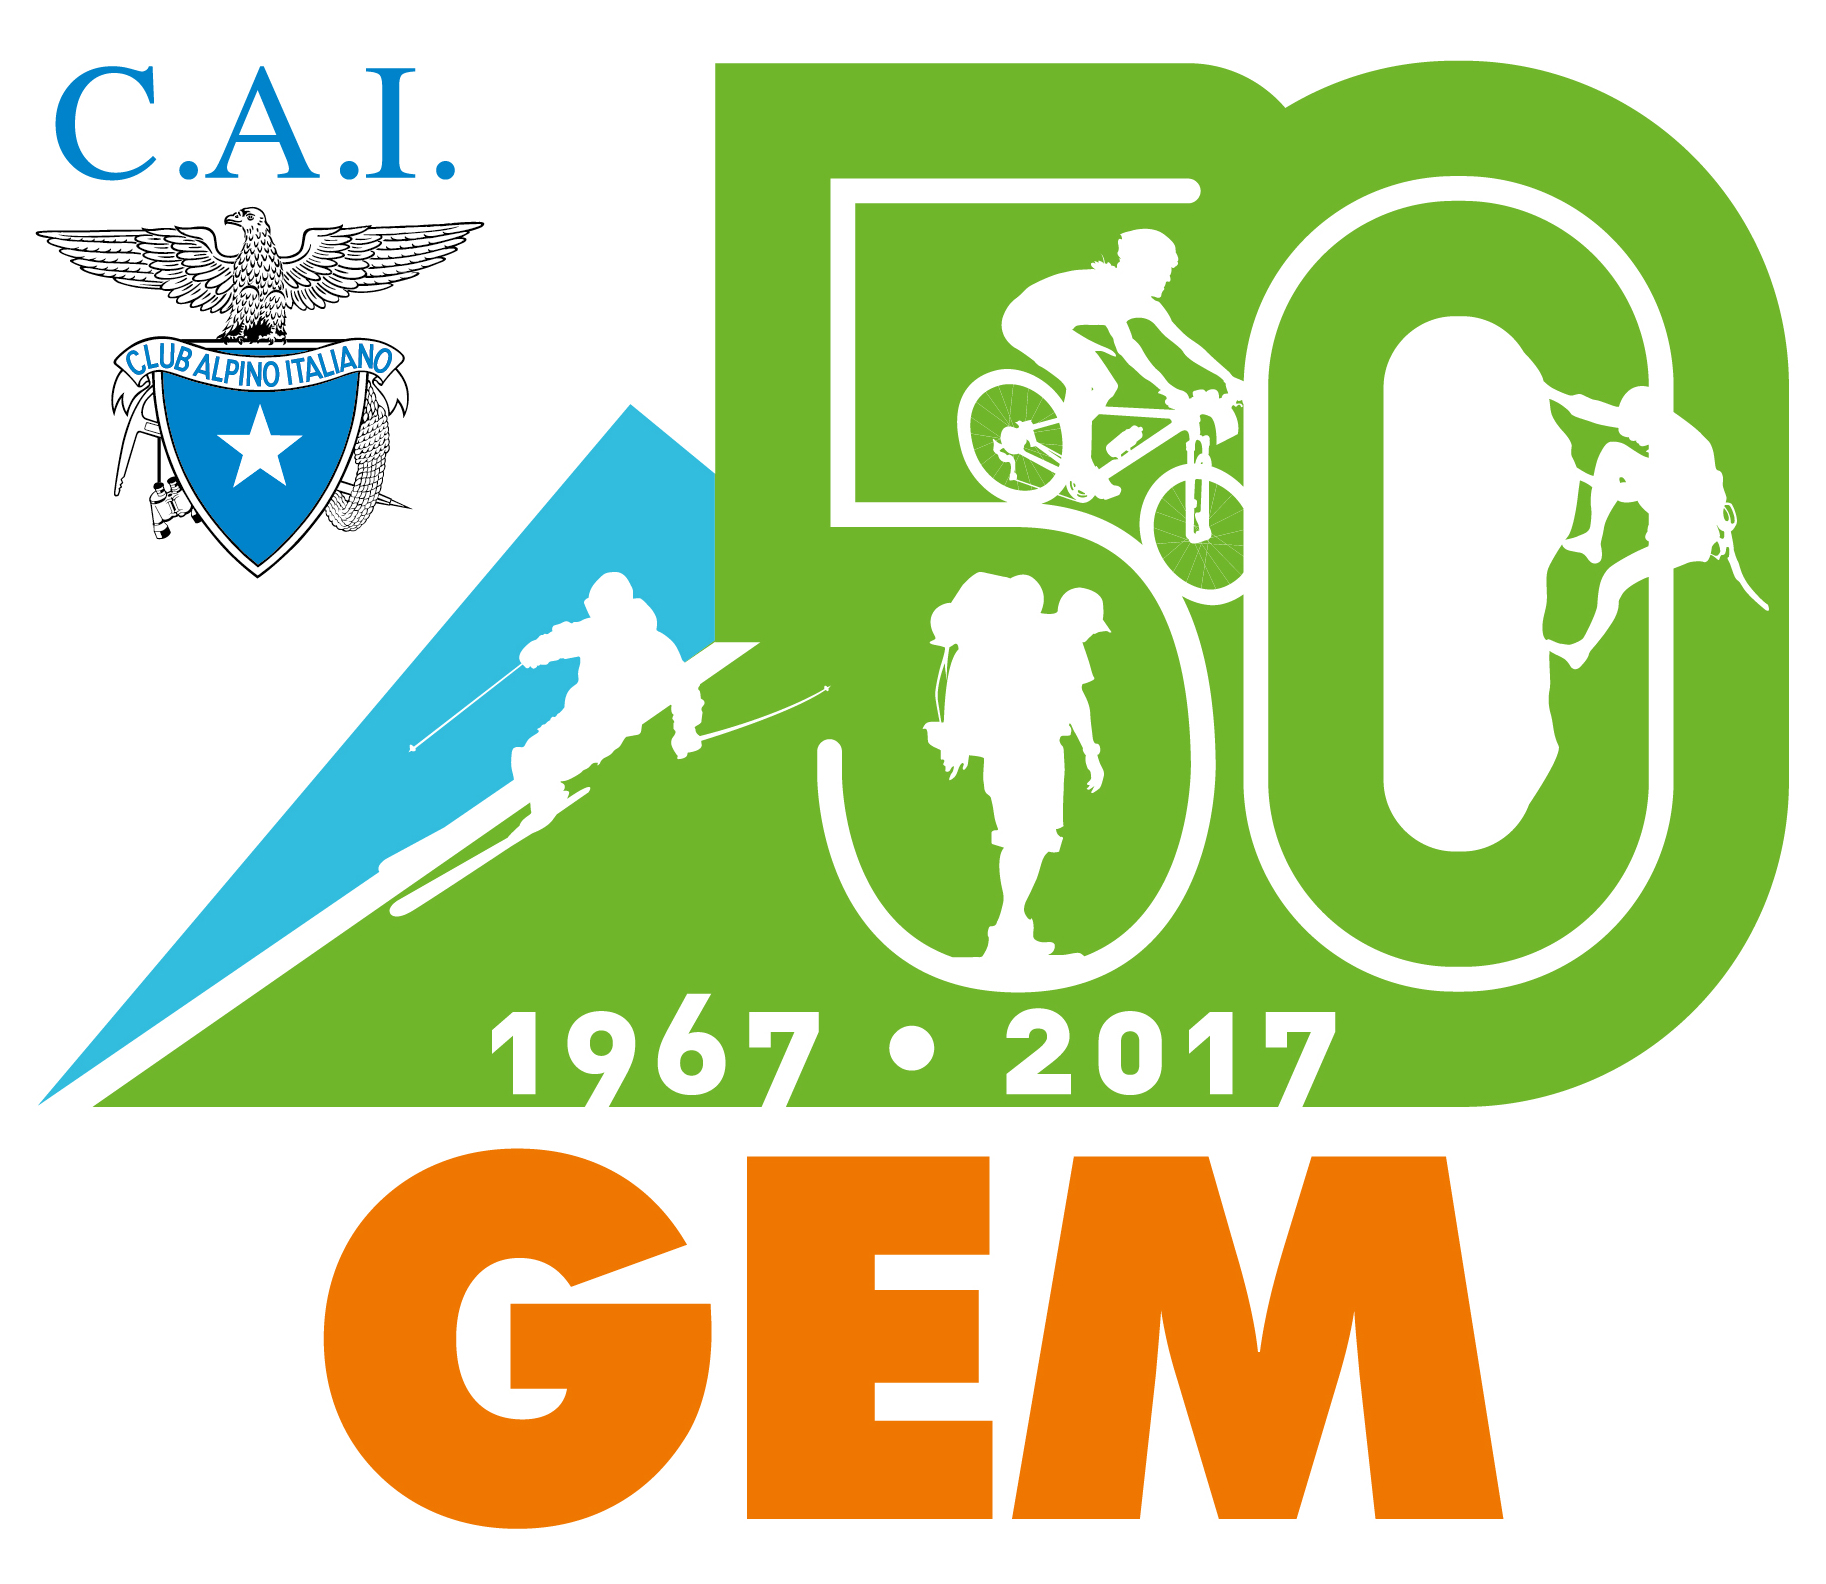 C.A.I.
CLUB ALPINO ITALIANO
50
1967 • 2017
GEM